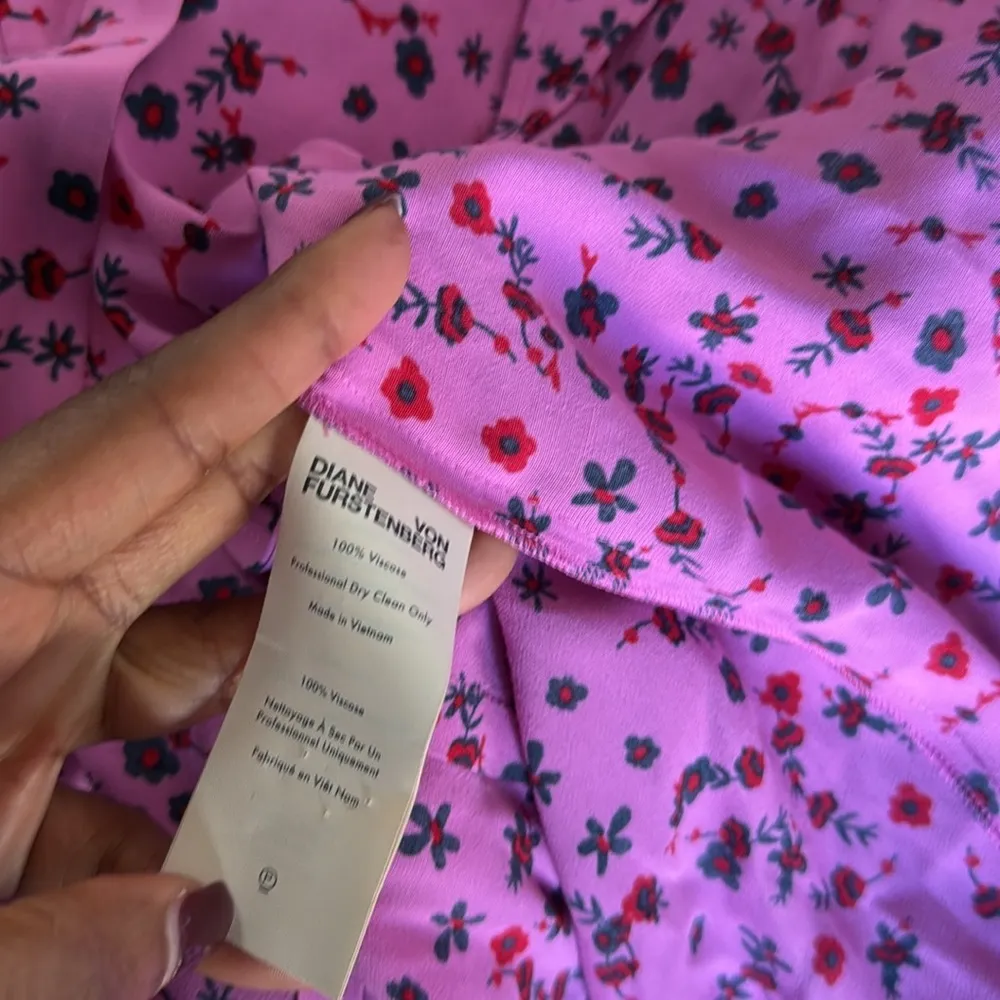 DIANE
VON
FURSTENBERG
100% Viscose
Professional Dry Clean Only
Made in Vietnam
100% Viscose
Nettoyage À Sec Par Un
Professionnel Uniquement
Fabriqué en Viêt Nam
P